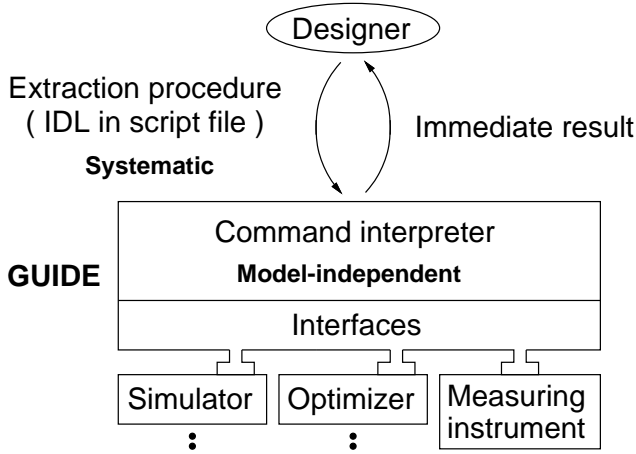 Designer
Extraction procedure
( IDL in script file )
Systematic
Immediate result
Command interpreter
Model-independent
GUIDE
Interfaces
Simulator
Optimizer
Measuring
instrument